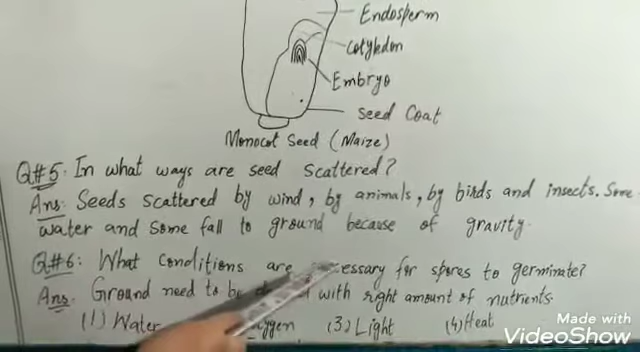 Endosperm
Cotyledon
Embryo
Seed Coat
Monocot Seed (Maize)
Q#5. In what ways are seed scattered?
Ans: Seeds scattered by wind, by animals, by birds and insects. Some
water and some fall to ground because of gravity.
Q#6: What conditions are for spores to germinate?
Ans: Ground need to be with right amount of nutrients.
(1) Water (3) Light (4) Heat
Made with
VideoShow